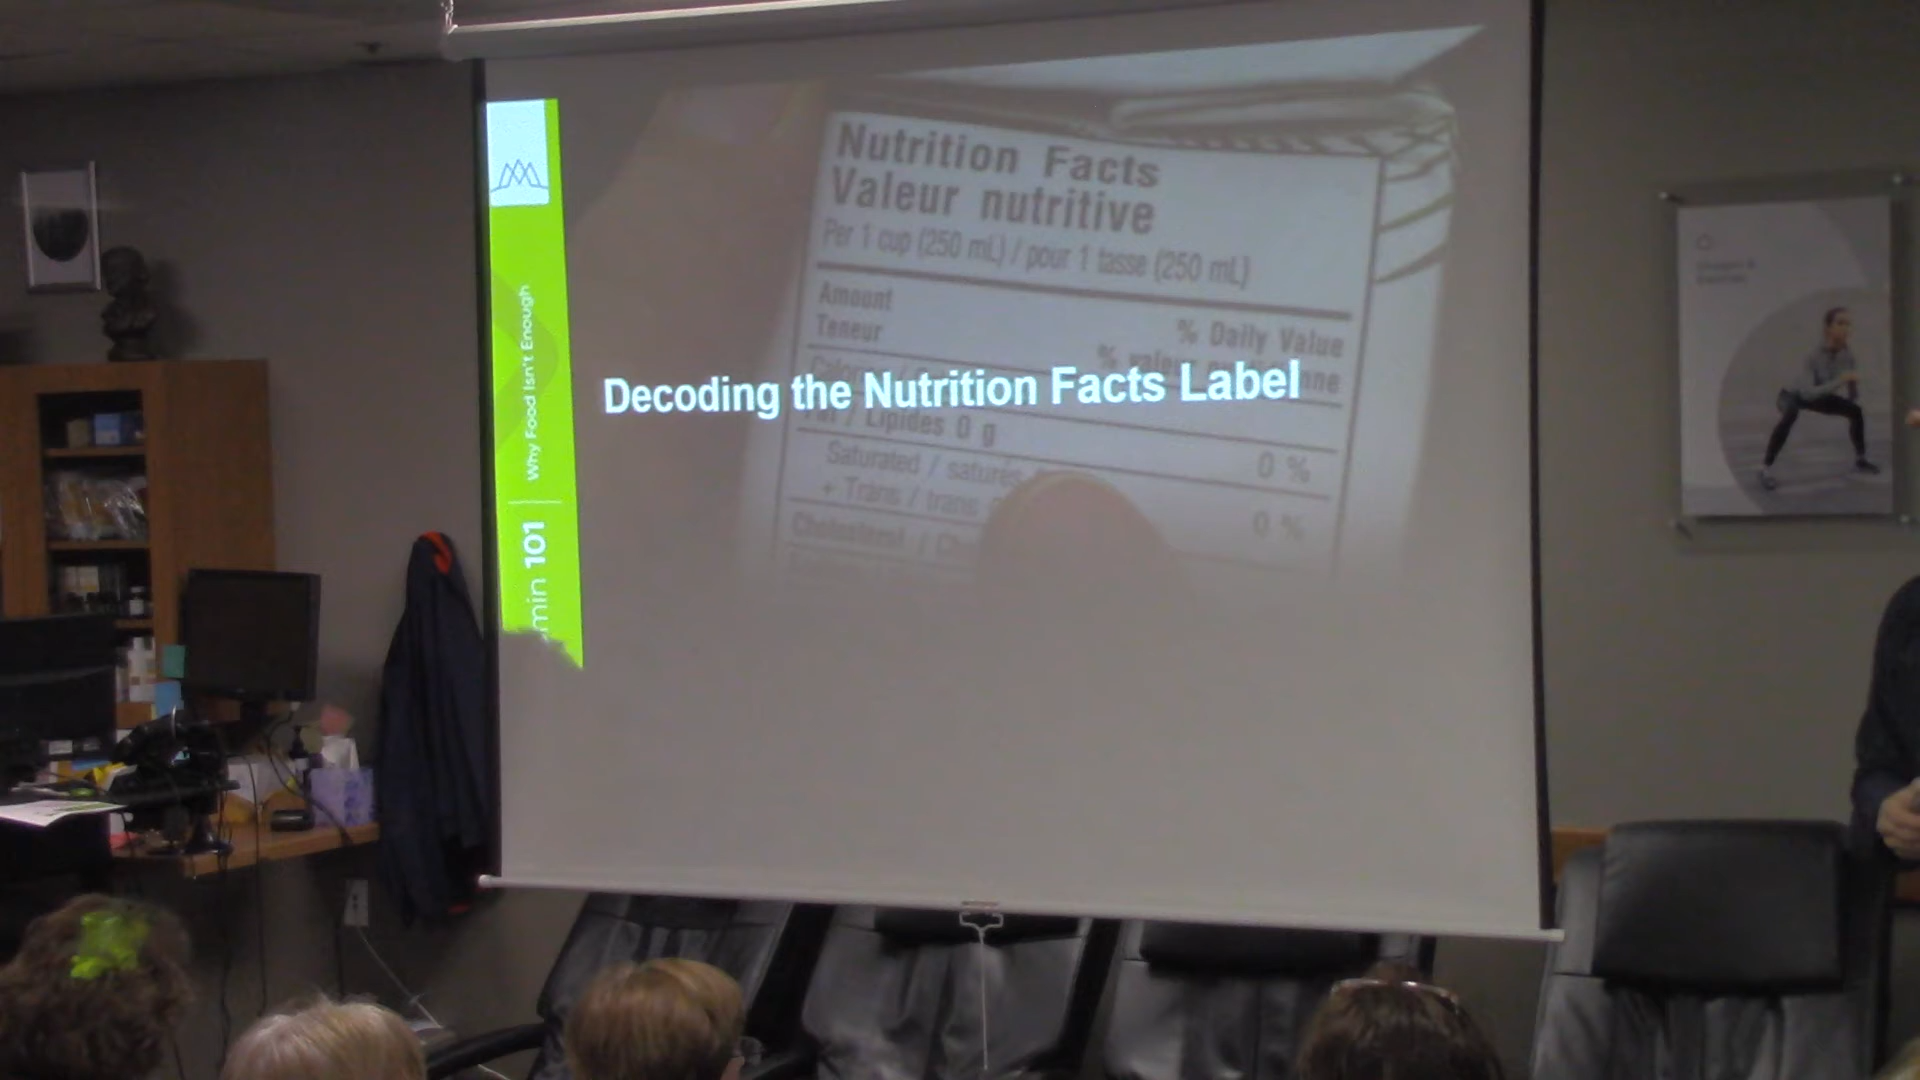 Nutrition Facts
Valeur nutritive
Per 1 cup (250 mL) / pour 1 tasse (250 mL)
Amount
Teneur
% Daily Value
Decoding the Nutrition Facts Label
Lipides 0 g
0 %
Saturated / saturés
+ Trans / trans
0 %
Cholesterol
Why Food Isn't Enough
min 101